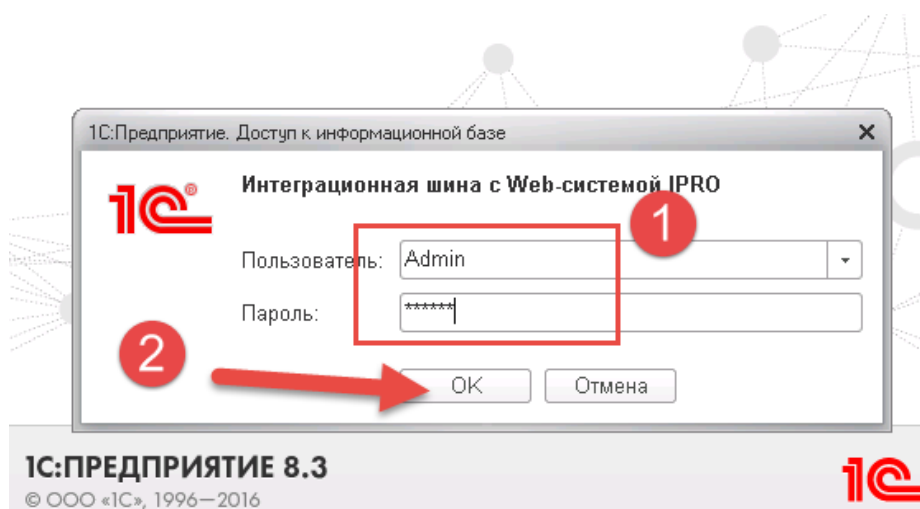 1С:Предприятие. Доступ к информационной базе
1С®
Интеграционная шина с Web-системой IPRO
1
Пользователь: Admin
Пароль: ******
2
OK Отмена
1С:ПРЕДПРИЯТИЕ 8.3
1С
© ООО «1С», 1996—2016